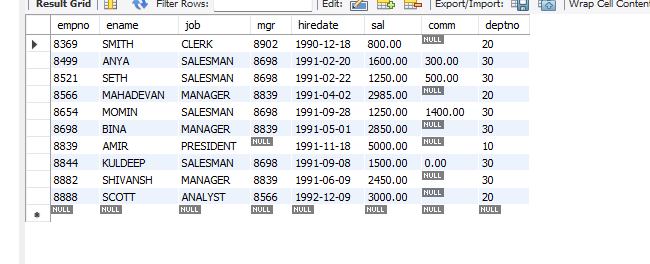 Result Grid Filter Rows: Edit: Export/Import: Wrap Cell Conten
empno ename job mgr hiredate sal comm deptno
8369 SMITH CLERK 8902 1990-12-18 800.00 NULL 20
8499 ANYA SALESMAN 8698 1991-02-20 1600.00 300.00 30
8521 SETH SALESMAN 8698 1991-02-22 1250.00 500.00 30
8566 MAHADEVAN MANAGER 8839 1991-04-02 2985.00 NULL 20
8654 MOMIN SALESMAN 8698 1991-09-28 1250.00 1400.00 30
8698 BINA MANAGER 8839 1991-05-01 2850.00 NULL 30
8839 AMIR PRESIDENT NULL 1991-11-18 5000.00 NULL 10
8844 KULDEEP SALESMAN 8698 1991-09-08 1500.00 0.00 30
8882 SHIVANSH MANAGER 8839 1991-06-09 2450.00 NULL 30
8888 SCOTT ANALYST 8566 1992-12-09 3000.00 NULL 20
NULL NULL NULL NULL NULL NULL NULL NULL